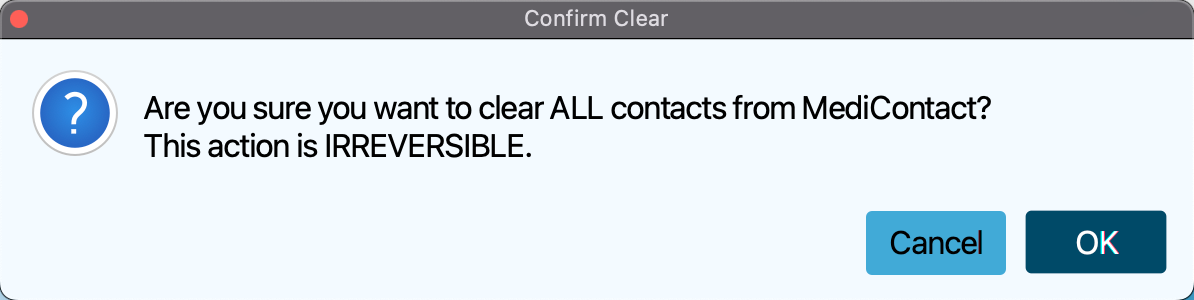 Confirm Clear
?
Are you sure you want to clear ALL contacts from MediContact?
This action is IRREVERSIBLE.
Cancel
OK